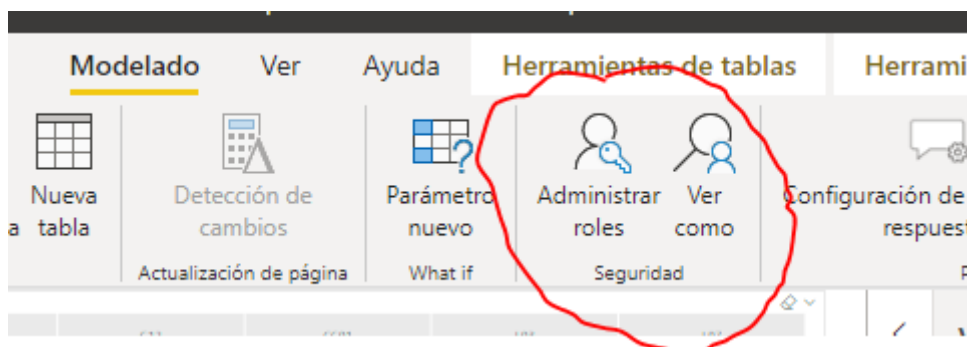 Modelado Ver Ayuda Herramientas de tablas Herrami
Nueva Detección de Parámetro Administrar Ver Configuración de
a tabla cambios nuevo roles como respuest
Actualización de página What if Seguridad P